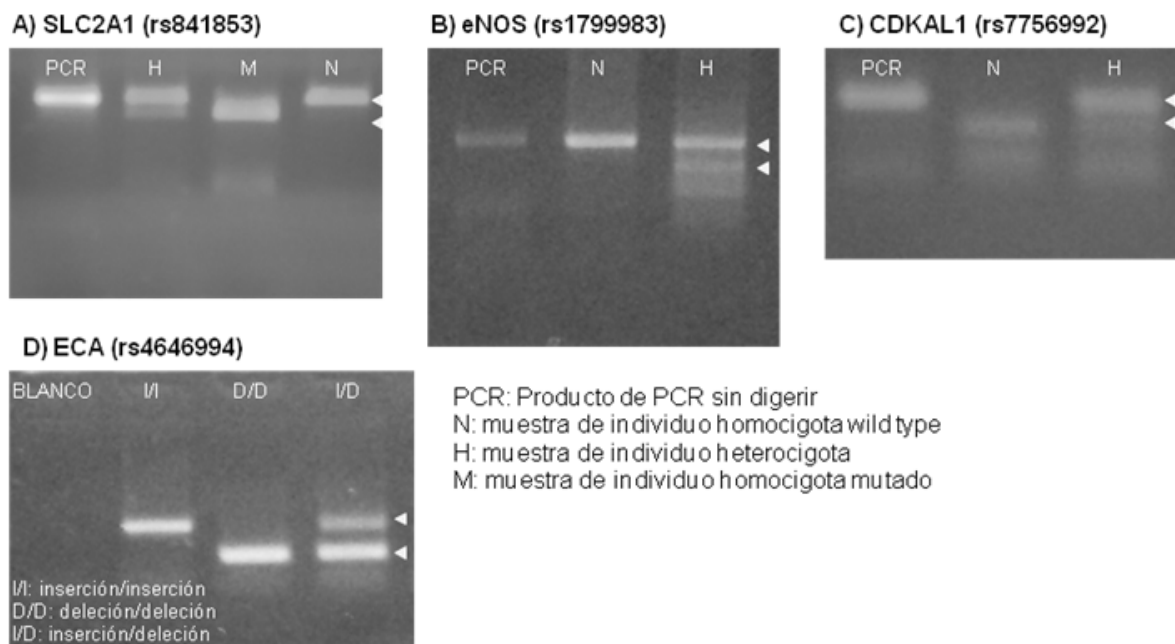 A) SLC2A1 (rs841853)
PCR H M N
B) eNOS (rs1799983)
PCR N H
C) CDKAL1 (rs7756992)
PCR N H
D) ECA (rs4646994)
BLANCO I/I D/D I/D
I/I: inserción/inserción
D/D: deleción/deleción
I/D: inserción/deleción
PCR: Producto de PCR sin digerir
N: muestra de individuo homocigota wild type
H: muestra de individuo heterocigota
M: muestra de individuo homocigota mutado